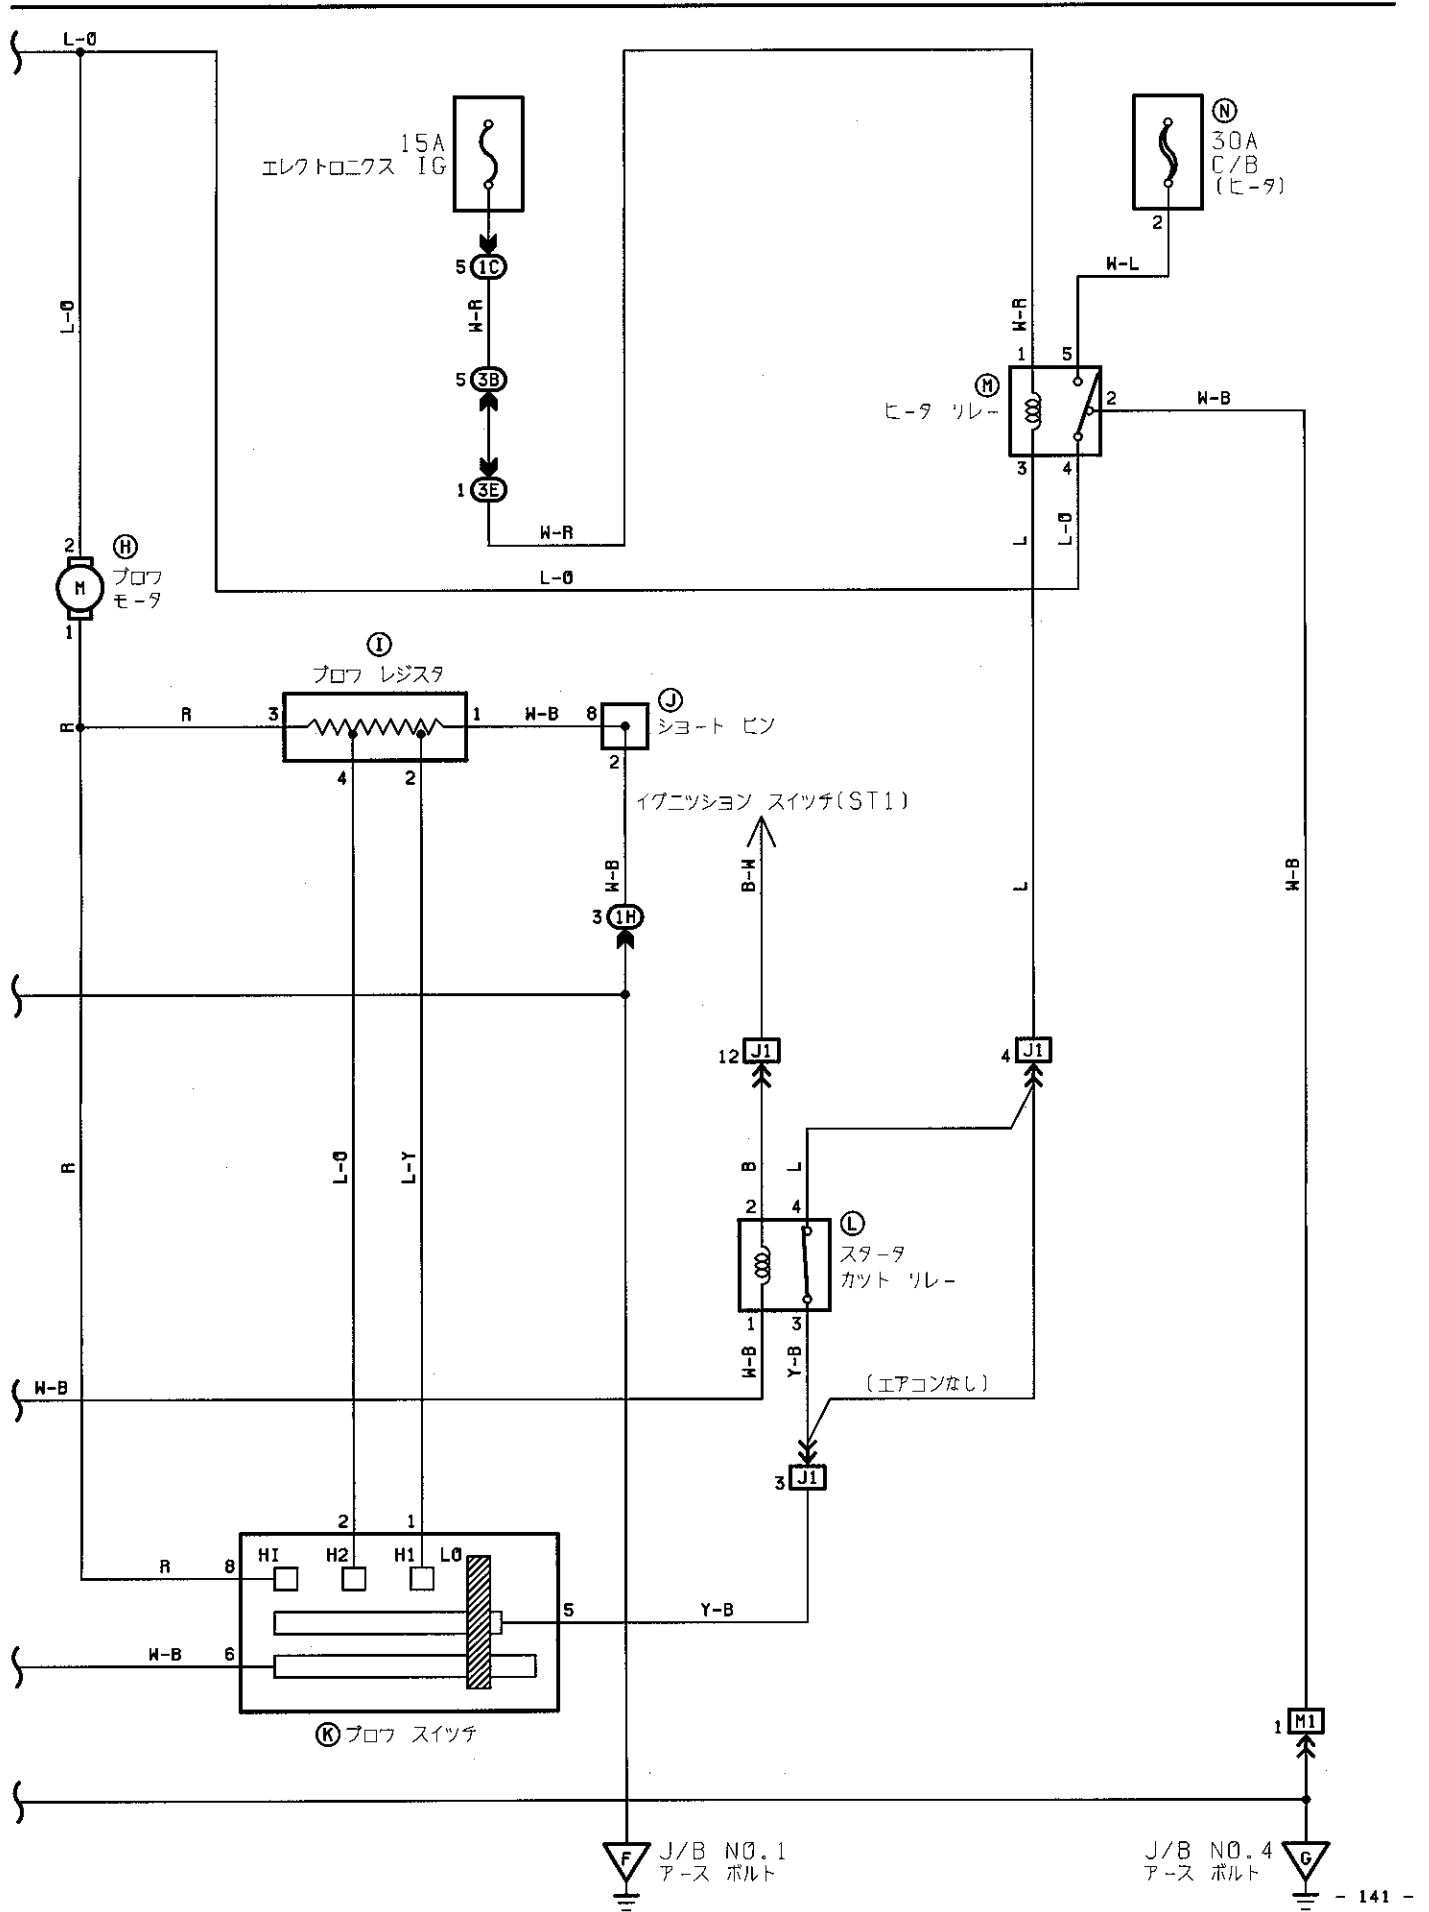 L-O
15A
エレクトロニクス IG
N
30A
C/B
(ヒータ)
2
W-L
5 1C
W-R
L-O
W-R
5 3B
1 5
M
ヒータ リレー
2
W-B
3 4
1 3E
W-R
L
L-O
2 H
ブロワ
モータ
M
1
L-O
I
ブロワ レジスタ
R
R
3
1
W-B
8
J
ショート ピン
4
2
2
イグニッション スイッチ(ST1)
W-B
B-W
L
W-B
3 1H
12 J1
4 J1
R
L-O
L-Y
B
L
2 4
L
スタータ
カット リレー
1 3
W-B
Y-B
W-B
(エアコンなし)
3 J1
2 1
HI H2 H1 LO
R
8
5
Y-B
W-B
6
K ブロワ スイッチ
1 M1
F
J/B NO.1
アース ボルト
J/B NO.4
アース ボルト
G
- 141 -